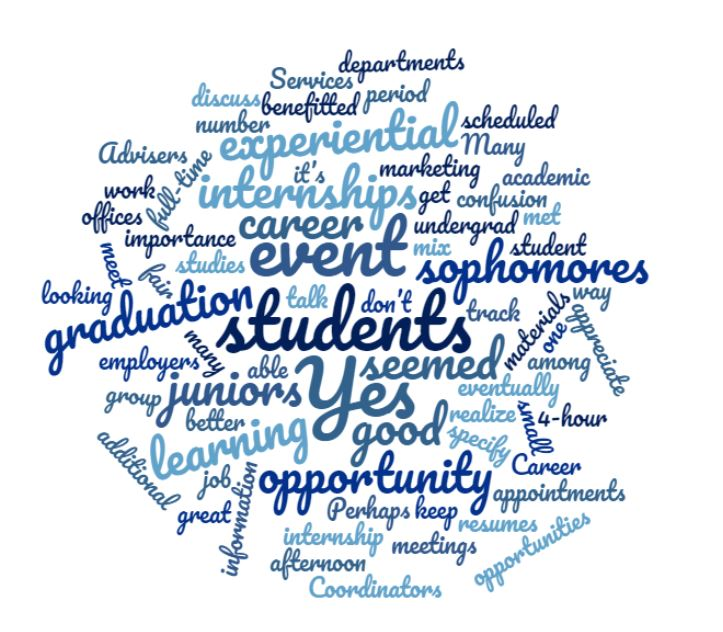 departments
Services
discuss
benefitted
period
number
experiential
scheduled
Advisers
full-time
it's
marketing
Many
academic
work
internships
get
confusion
offices
career
undergrad
met
importance
event
mix
student
meet
fair
studies
sophomores
looking
graduation
talk
don't
track
materials
way
students
one
appreciate
employers
many
able
seemed
among
group
juniors
Yes
eventually
better
good
realize
small
4-hour
additional
learning
specify
job
information
opportunity
Career
appointments
great
Perhaps
keep
resumes
internship
meetings
opportunities
afternoon
Coordinators